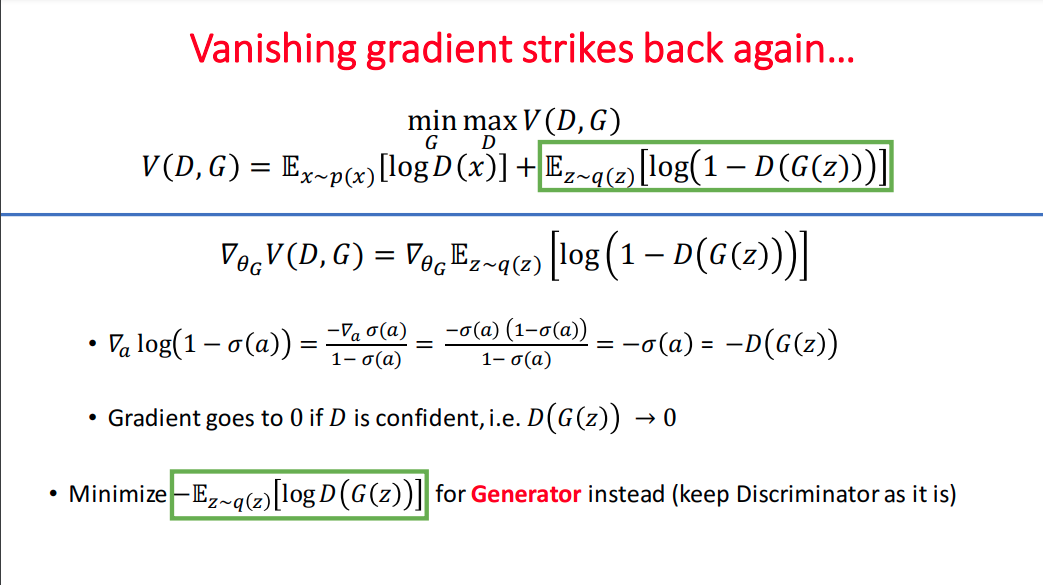 Vanishing gradient strikes back again...
min max V(D, G)
G D
V(D, G) = 𝔼x~p(x)[log D(x)] + 𝔼z~q(z)[log(1 − D(G(z)))]
∇θG V(D, G) = ∇θG 𝔼z~q(z) [log(1 − D(G(z)))]
• ∇a log(1 − σ(a)) = −∇a σ(a) / 1− σ(a) = −σ(a) (1−σ(a)) / 1− σ(a) = −σ(a) = −D(G(z))
• Gradient goes to 0 if D is confident, i.e. D(G(z)) → 0
• Minimize −𝔼z~q(z)[log D(G(z))] for Generator instead (keep Discriminator as it is)